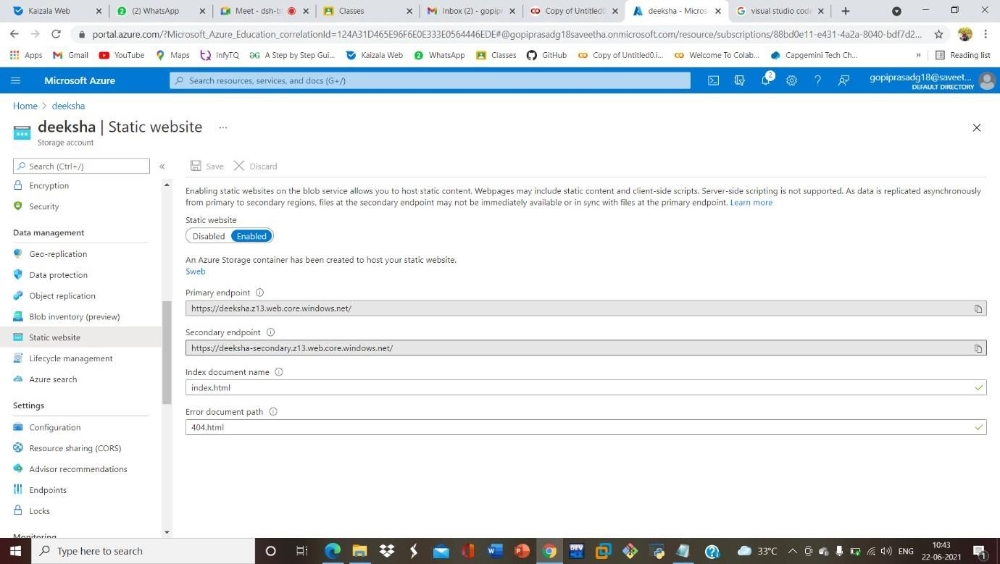 Kaizala Web
(2) WhatsApp
Meet - dsh-b
Classes
Inbox (2) - gopipr
Copy of Untitled0
deeksha - Micros
visual studio code
portal.azure.com/?Microsoft_Azure_Education_correlationId=124A31D465E96F6E0E333E0564446EDE#@gopiprasadg18saveetha.onmicrosoft.com/resource/subscriptions/88bd0e11-e431-4a2a-8040-bdf7d2...
Apps
Gmail
YouTube
Maps
InfyTQ
A Step by Step Gui...
Kaizala Web
WhatsApp
Classes
GitHub
Copy of Untitled0.i...
Welcome To Colab...
Capgemini Tech Ch...
»
Reading list
Microsoft Azure
Search resources, services, and docs (G+/)
2
gopiprasadg18@saveet...
DEFAULT DIRECTORY
Home > deeksha
deeksha | Static website ...
Storage account
Search (Ctrl+/)
«
Save
Discard
Encryption
Security
Data management
Geo-replication
Data protection
Object replication
Blob inventory (preview)
Static website
Lifecycle management
Azure search
Settings
Configuration
Resource sharing (CORS)
Advisor recommendations
Endpoints
Locks
Monitoring
Enabling static websites on the blob service allows you to host static content. Webpages may include static content and client-side scripts. Server-side scripting is not supported. As data is replicated asynchronously
from primary to secondary regions, files at the secondary endpoint may not be immediately available or in sync with files at the primary endpoint. Learn more
Static website
Disabled Enabled
An Azure Storage container has been created to host your static website.
$web
Primary endpoint
https://deeksha.z13.web.core.windows.net/
Secondary endpoint
https://deeksha-secondary.z13.web.core.windows.net/
Index document name
index.html
Error document path
404.html
Type here to search
DEV
33°C
ENG
10:43
22-06-2021
1